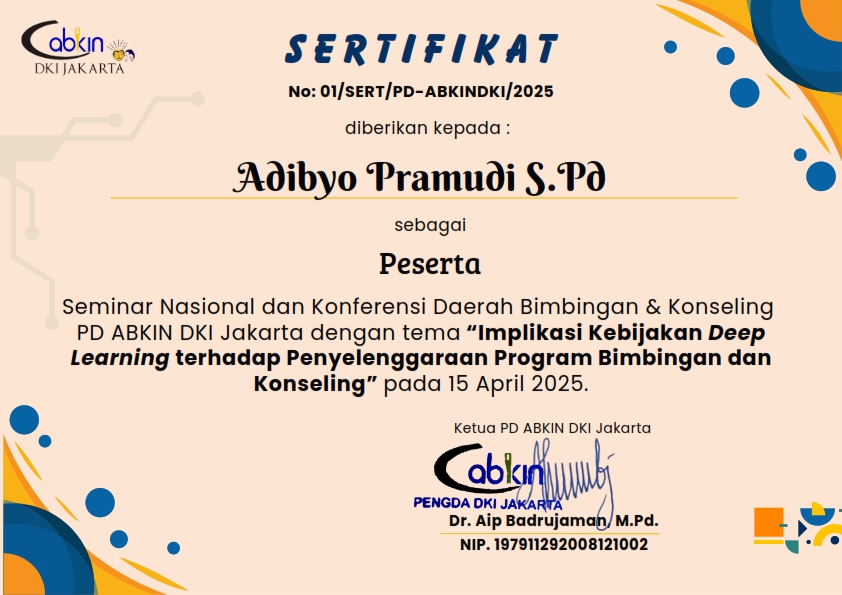 abkin
DKI JAKARTA
SERTIFIKAT
No: 01/SERT/PD-ABKINDKI/2025
diberikan kepada :
Adibyo Pramudi S.Pd
sebagai
Peserta
Seminar Nasional dan Konferensi Daerah Bimbingan & Konseling
PD ABKIN DKI Jakarta dengan tema “Implikasi Kebijakan Deep
Learning terhadap Penyelenggaraan Program Bimbingan dan
Konseling” pada 15 April 2025.
Ketua PD ABKIN DKI Jakarta
abkin
PENGDA DKI JAKARTA
Dr. Aip Badrujaman, M.Pd.
NIP. 197911292008121002